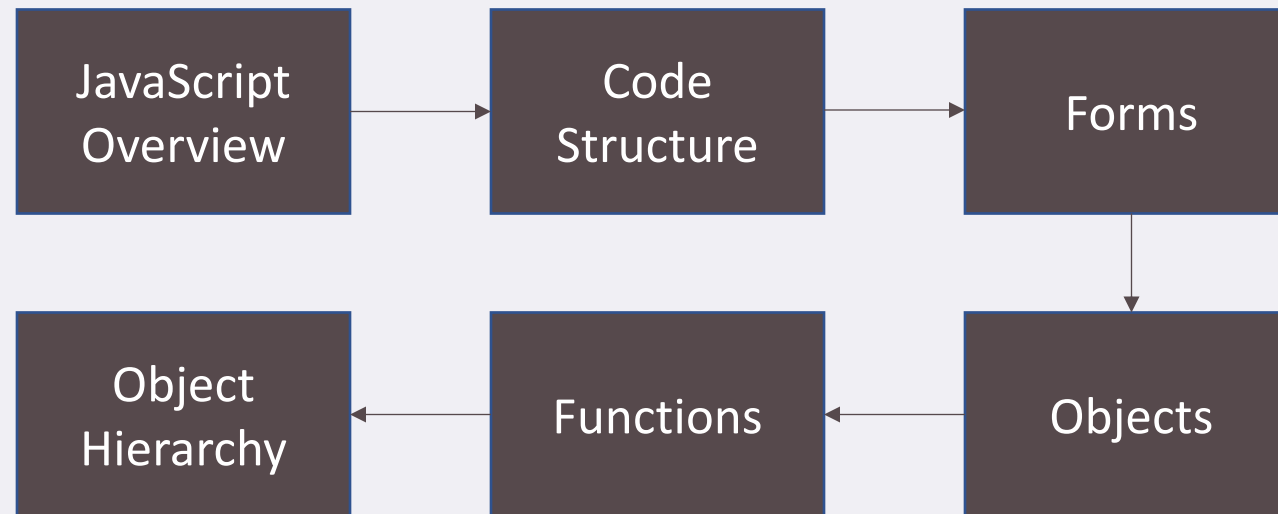 JavaScript
Overview
Code
Structure
Forms
Object
Hierarchy
Functions
Objects